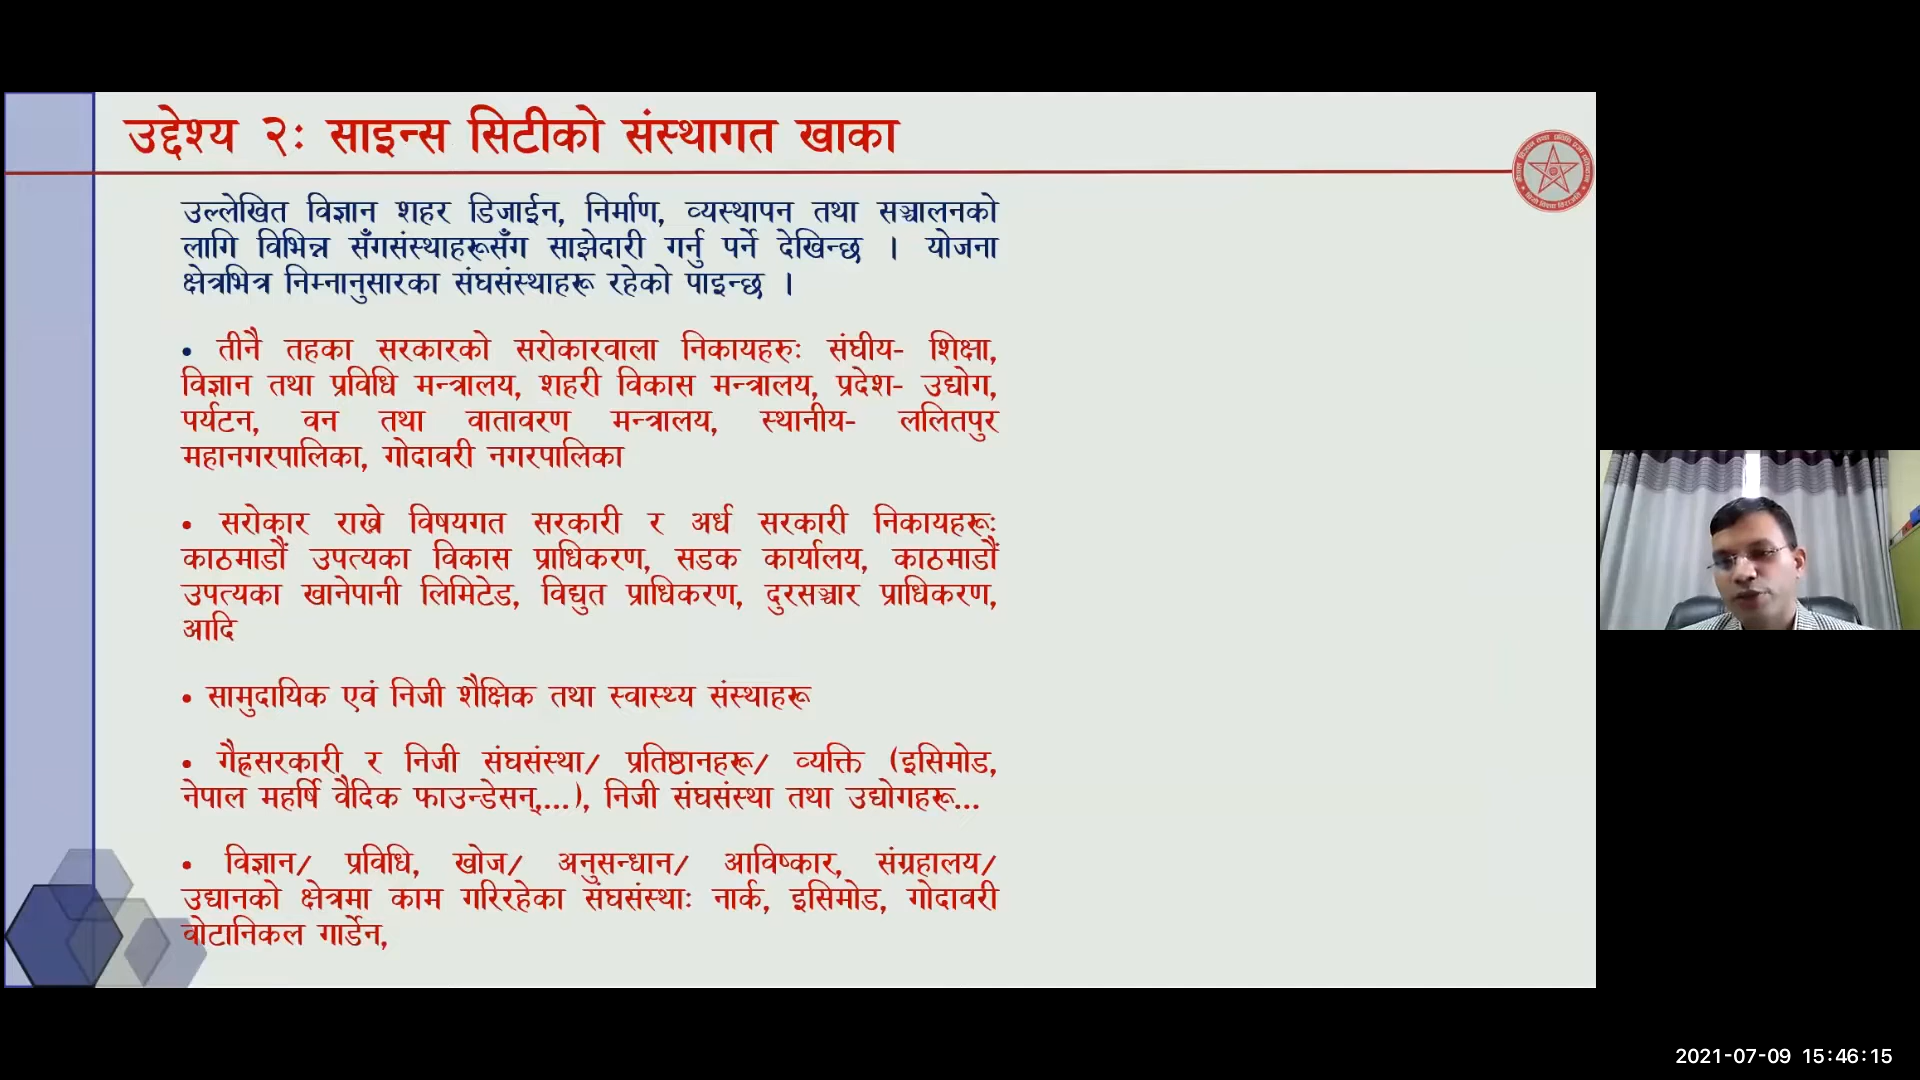 उद्देश्य २ः साइन्स सिटीको संस्थागत खाका
उल्लेखित विज्ञान शहर डिजाईन, निर्माण, व्यस्थापन तथा सञ्चालनको
लागि विभिन्न सँगसंस्थाहरूसँग साझेदारी गर्नु पर्ने देखिन्छ । योजना
क्षेत्रभित्र निम्नानुसारका संघसंस्थाहरू रहेको पाइन्छ ।
• तीनै तहका सरकारको सरोकारवाला निकायहरुः संघीय- शिक्षा,
विज्ञान तथा प्रविधि मन्त्रालय, शहरी विकास मन्त्रालय, प्रदेश- उद्योग,
पर्यटन, वन तथा वातावरण मन्त्रालय, स्थानीय- ललितपुर
महानगरपालिका, गोदावरी नगरपालिका
• सरोकार राख्ने विषयगत सरकारी र अर्ध सरकारी निकायहरूः
काठमाडौं उपत्यका विकास प्राधिकरण, सडक कार्यालय, काठमाडौं
उपत्यका खानेपानी लिमिटेड, विद्युत प्राधिकरण, दुरसञ्चार प्राधिकरण,
आदि
• सामुदायिक एवं निजी शैक्षिक तथा स्वास्थ्य संस्थाहरू
• गैह्रसरकारी र निजी संघसंस्था/ प्रतिष्ठानहरू/ व्यक्ति (इसिमोड,
नेपाल महर्षि वैदिक फाउन्डेसन्,...), निजी संघसंस्था तथा उद्योगहरू...
• विज्ञान/ प्रविधि, खोज/ अनुसन्धान/ आविष्कार, संग्रहालय/
उद्यानको क्षेत्रमा काम गरिरहेका संघसंस्थाः नार्क, इसिमोड, गोदावरी
वोटानिकल गार्डेन,
2021-07-09 15:46:15